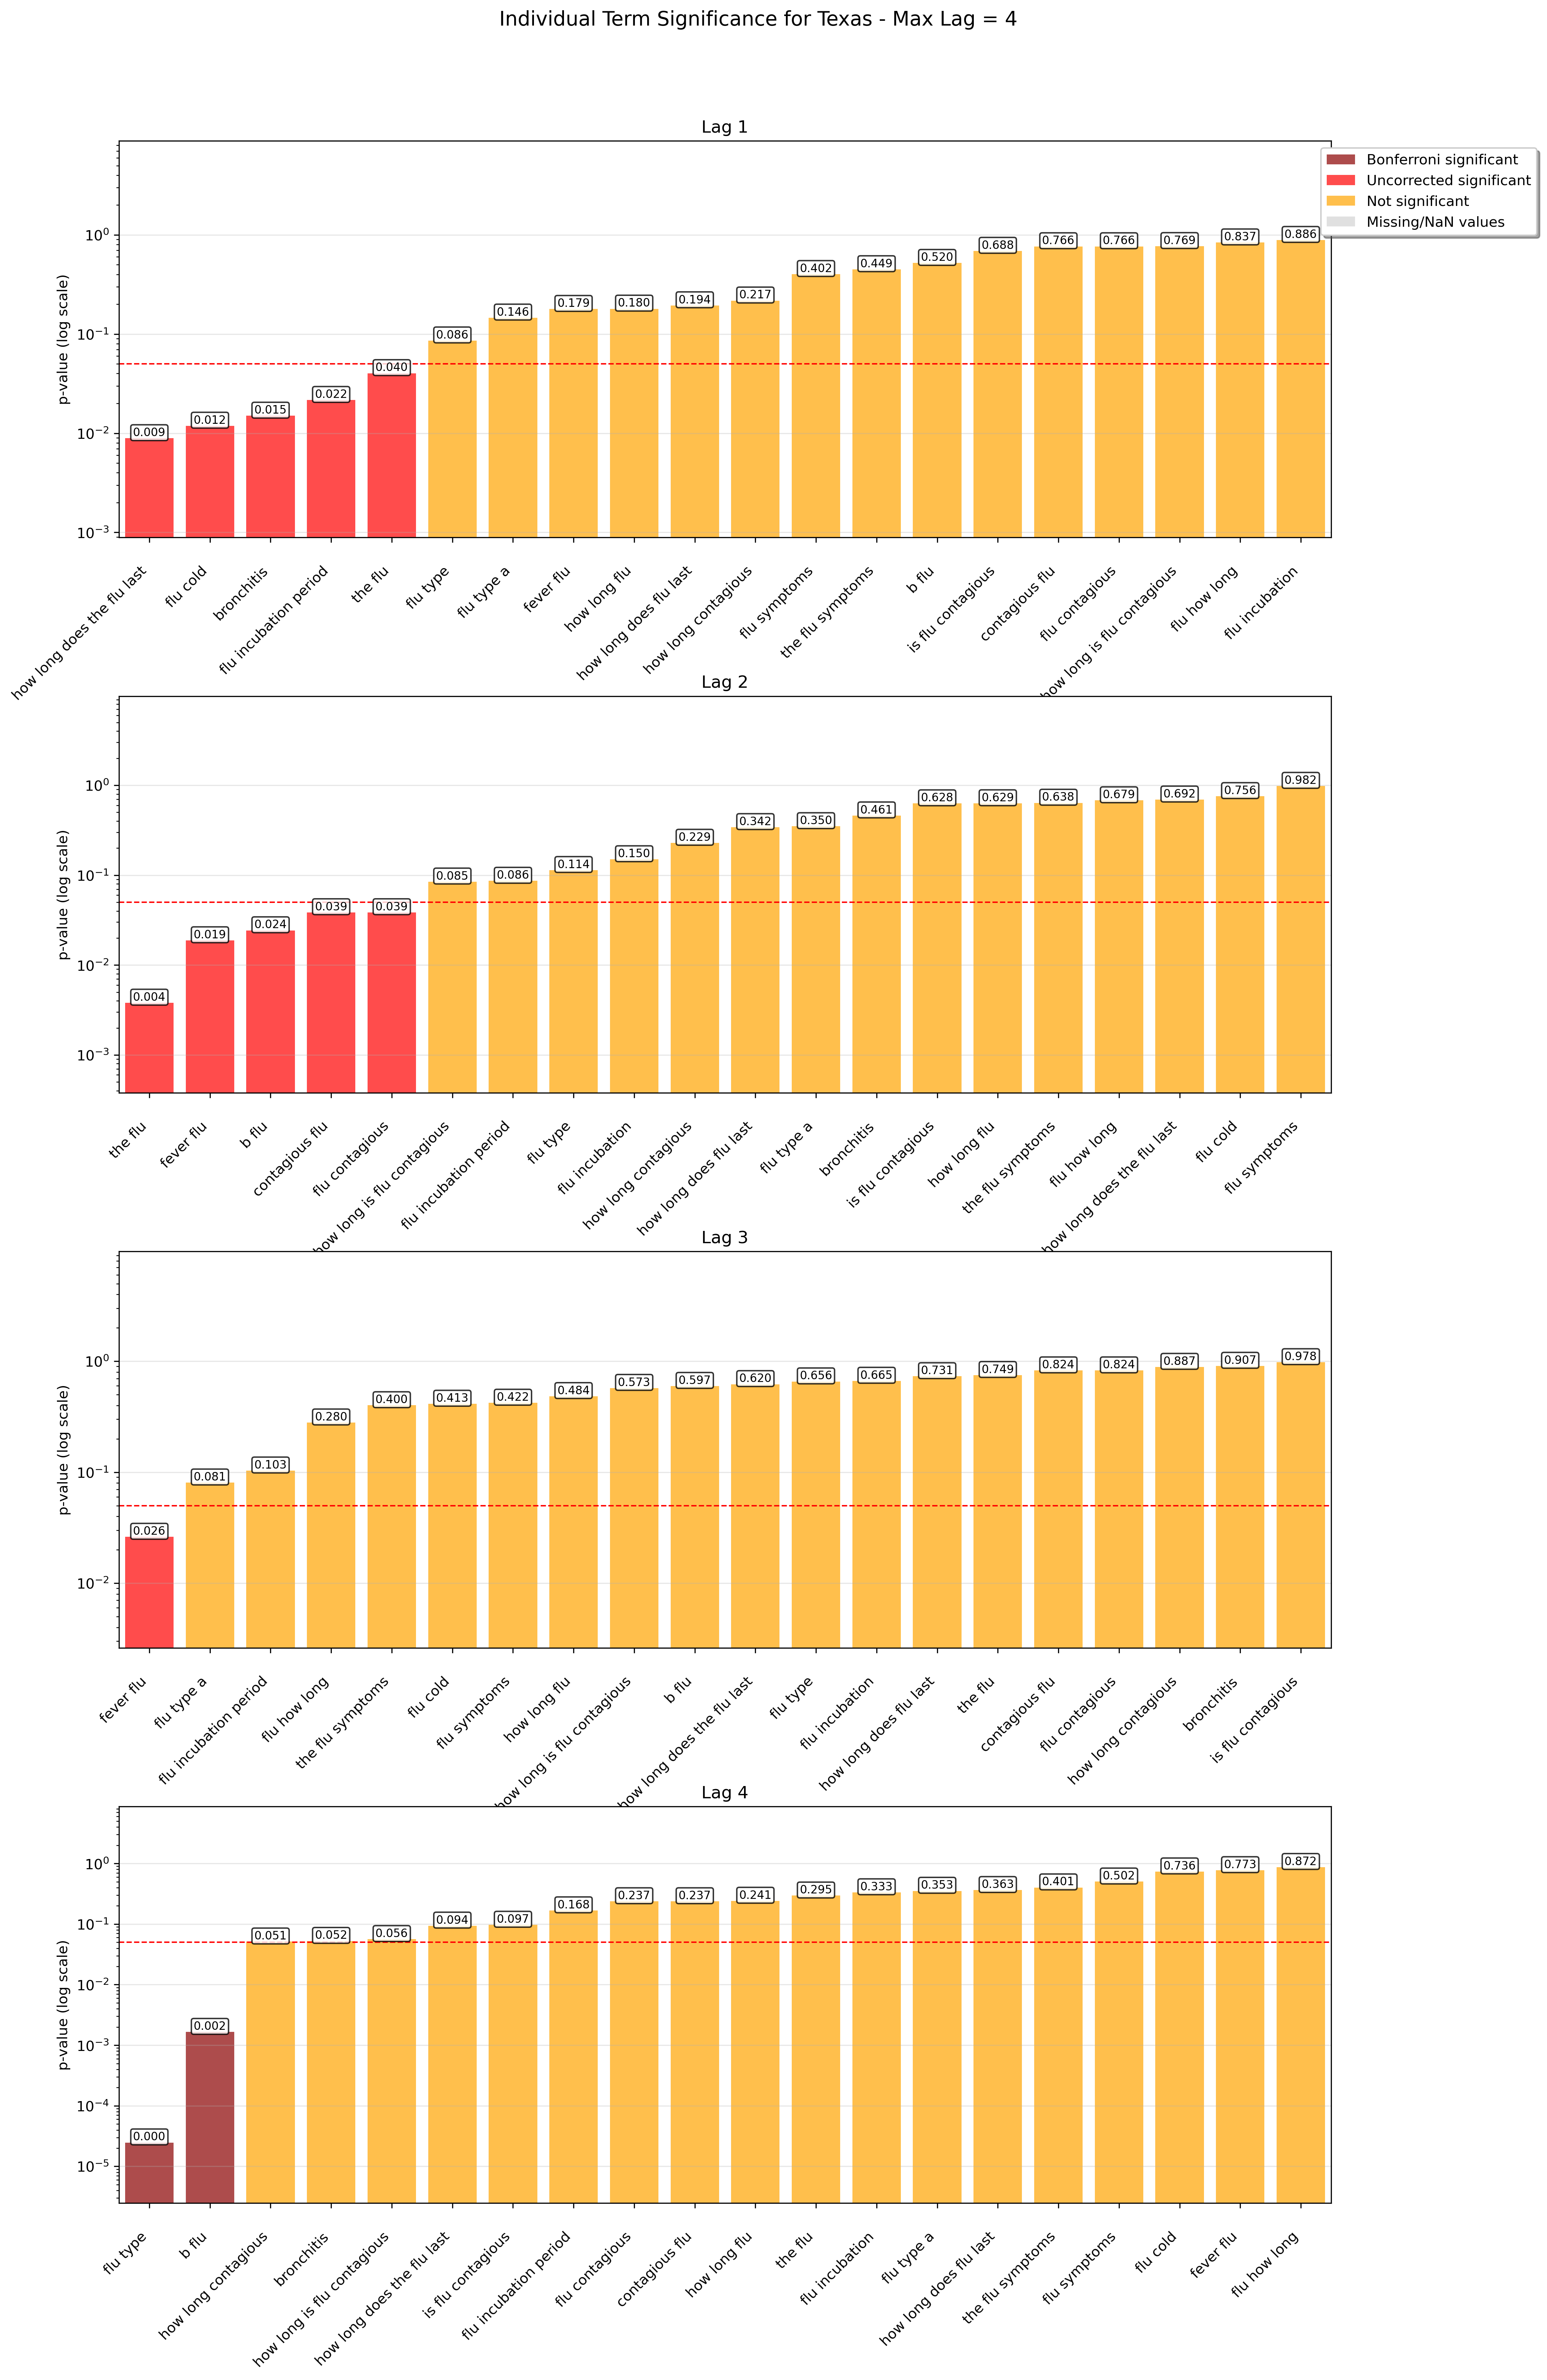 Individual Term Significance for Texas - Max Lag = 4
Lag 1
Bonferroni significant
Uncorrected significant
Not significant
Missing/NaN values
p-value (log scale)
10^0
10^-1
10^-2
10^-3
0.009 0.012 0.015 0.022 0.040 0.086 0.146 0.179 0.180 0.194 0.217 0.402 0.449 0.520 0.688 0.766 0.766 0.769 0.837 0.886
how long does the flu last
flu cold
bronchitis
flu incubation period
the flu
flu type
flu type a
fever flu
how long flu
how long does flu last
how long contagious
flu symptoms
the flu symptoms
b flu
is flu contagious
contagious flu
flu contagious
how long is flu contagious
flu how long
flu incubation
Lag 2
p-value (log scale)
10^0
10^-1
10^-2
10^-3
0.004 0.019 0.024 0.039 0.039 0.085 0.086 0.114 0.150 0.229 0.342 0.350 0.461 0.628 0.629 0.638 0.679 0.692 0.756 0.982
the flu
fever flu
b flu
contagious flu
flu contagious
how long is flu contagious
flu incubation period
flu type
flu incubation
how long contagious
how long does flu last
flu type a
bronchitis
is flu contagious
how long flu
the flu symptoms
flu how long
how long does the flu last
flu cold
flu symptoms
Lag 3
p-value (log scale)
10^0
10^-1
10^-2
0.026 0.081 0.103 0.280 0.400 0.413 0.422 0.484 0.573 0.597 0.620 0.656 0.665 0.731 0.749 0.824 0.824 0.887 0.907 0.978
fever flu
flu type a
flu incubation period
flu how long
the flu symptoms
flu cold
flu symptoms
how long flu
how long is flu contagious
b flu
how long does the flu last
flu type
flu incubation
how long does flu last
the flu
contagious flu
flu contagious
how long contagious
bronchitis
is flu contagious
Lag 4
p-value (log scale)
10^0
10^-1
10^-2
10^-3
10^-4
10^-5
0.000 0.002 0.051 0.052 0.056 0.094 0.097 0.168 0.237 0.237 0.241 0.295 0.333 0.353 0.363 0.401 0.502 0.736 0.773 0.872
flu type
b flu
how long contagious
bronchitis
how long is flu contagious
how long does the flu last
is flu contagious
flu incubation period
flu contagious
contagious flu
how long flu
the flu
flu incubation
flu type a
how long does flu last
the flu symptoms
flu symptoms
flu cold
fever flu
flu how long